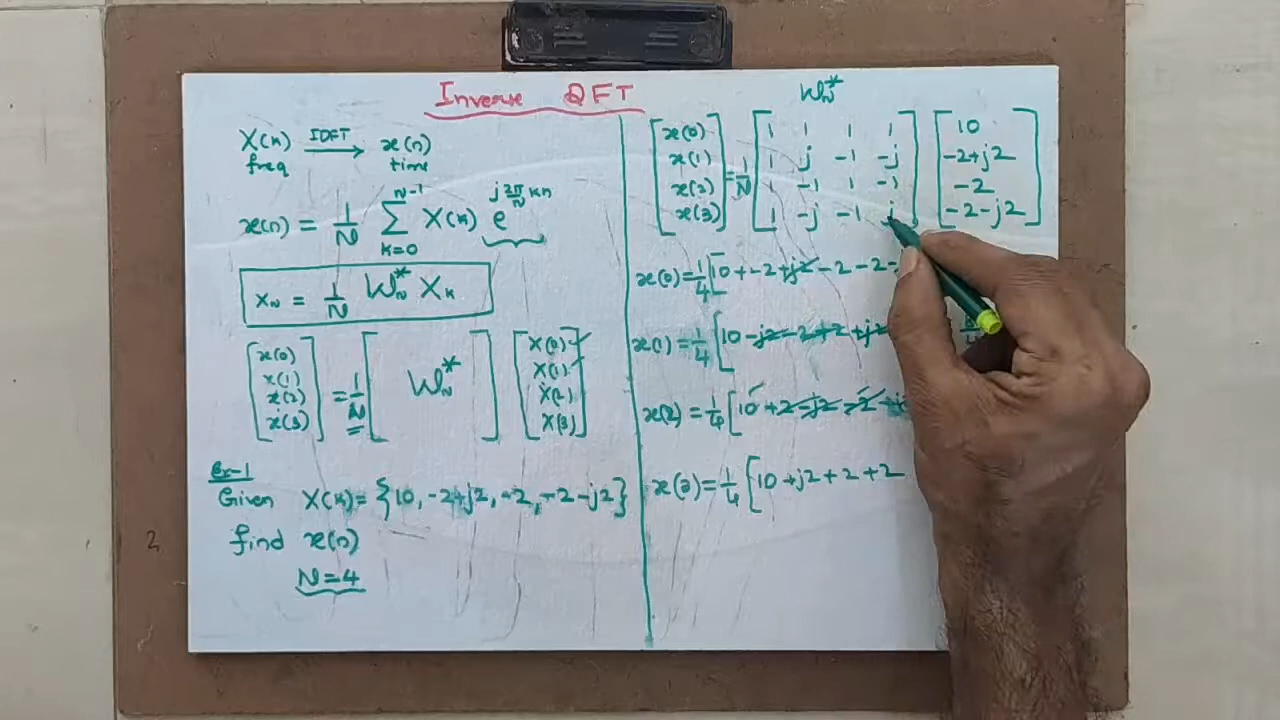 Inverse DFT
X(k) IDFT → x(n)
freq time
x(n) = 1/N Σ_{k=0}^{N-1} X(k) e^{j2π/N kn}
x_N = 1/N W_N^* X_k
[x(0) x(1) x(2) x(3)] = 1/N [W_N^*] [X(0) X(1) X(2) X(3)]
Ex-1
Given X(k) = {10, -2+j2, -2, -2-j2}
find x(n)
N=4
2
W_N^*
[x(0)] = 1/N [1 1 1 1] [10]
[x(1)] [1 j -1 -j] [-2+j2]
[x(2)] [1 -1 1 -1] [-2]
[x(3)] [1 -j -1 j] [-2-j2]
x(0) = 1/4 [10+-2+j2-2-2-
x(1) = 1/4 [10-j2-2+2+j2
x(2) = 1/4 [10+2-j2-2+
x(3) = 1/4 [10+j2+2+2